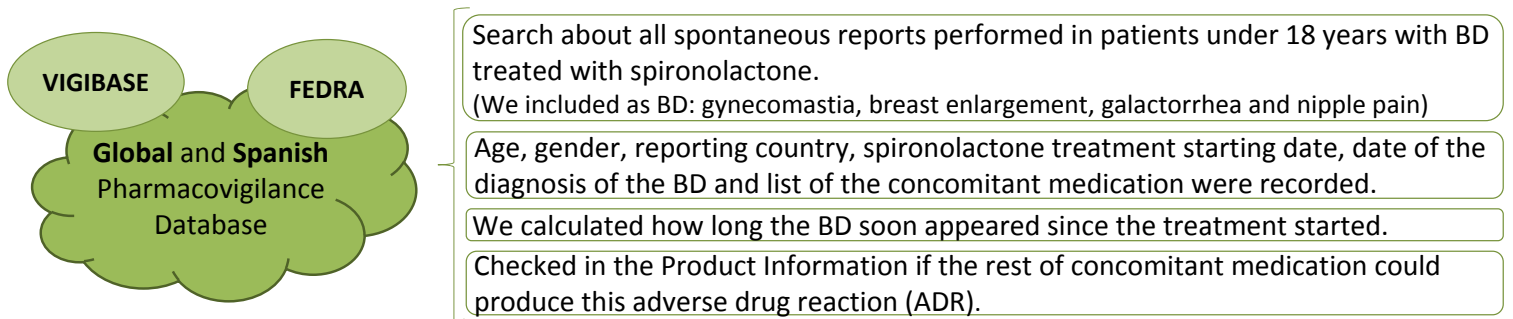 VIGIBASE
FEDRA
Global and Spanish
Pharmacovigilance
Database
Search about all spontaneous reports performed in patients under 18 years with BD
treated with spironolactone.
(We included as BD: gynecomastia, breast enlargement, galactorrhea and nipple pain)
Age, gender, reporting country, spironolactone treatment starting date, date of the
diagnosis of the BD and list of the concomitant medication were recorded.
We calculated how long the BD soon appeared since the treatment started.
Checked in the Product Information if the rest of concomitant medication could
produce this adverse drug reaction (ADR).